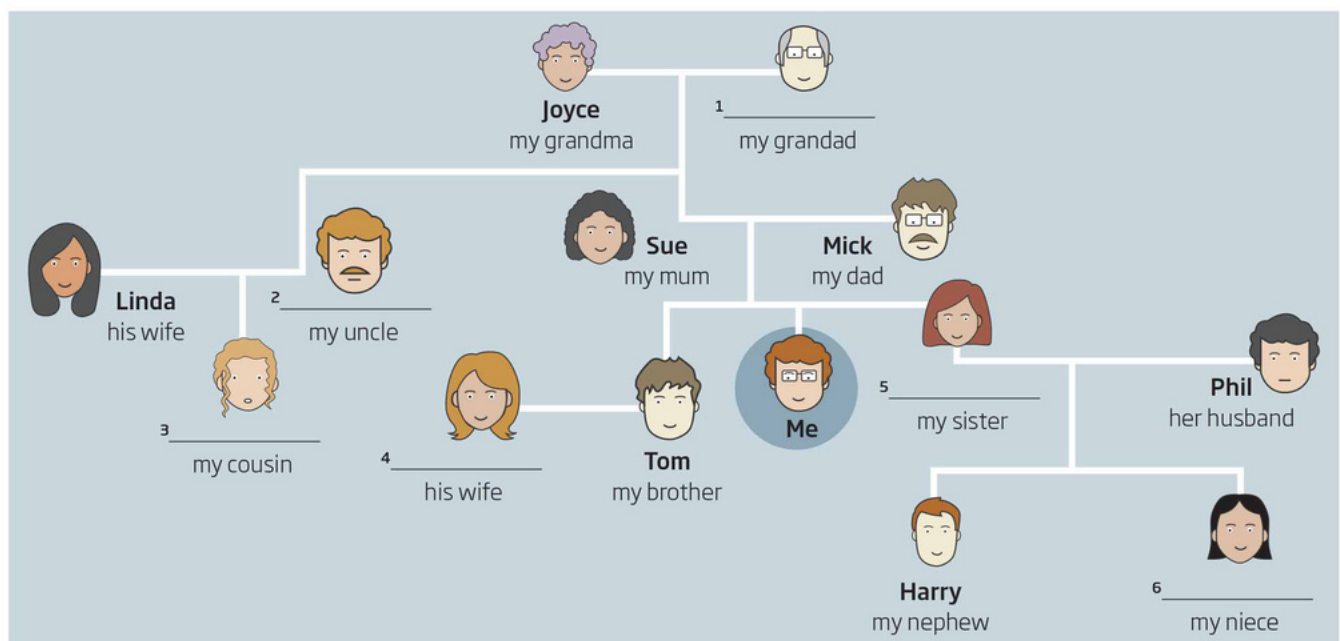 Joyce
my grandma
1
my grandad
Sue
my mum
Mick
my dad
Linda
his wife
2
my uncle
3
my cousin
4
his wife
Tom
my brother
Me
5
my sister
Phil
her husband
Harry
my nephew
6
my niece